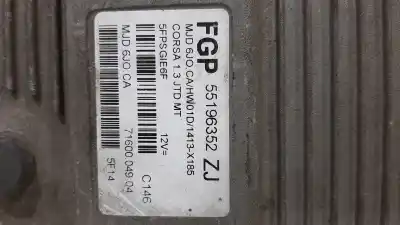 FGP 55196352 ZJ
MJD 6JO.CA/HW01D/1413-X185
CORSA 1.3 JTD MT
5FPSGIE6F 12V= C146
MJD 6JO.CA 71600.049.04
5F14